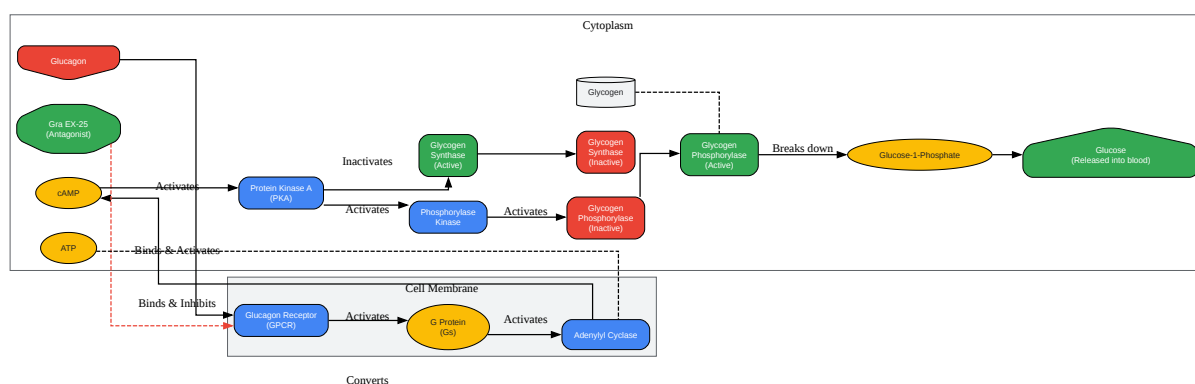 Cytoplasm
Glucagon
Gra EX-25
(Antagonist)
cAMP
ATP
Activates
Binds & Activates
Binds & Inhibits
Protein Kinase A
(PKA)
Inactivates
Activates
Glycogen
Synthase
(Active)
Phosphorylase
Kinase
Activates
Glycogen
Glycogen
Synthase
(Inactive)
Glycogen
Phosphorylase
(Inactive)
Glycogen
Phosphorylase
(Active)
Breaks down
Glucose-1-Phosphate
Glucose
(Released into blood)
Cell Membrane
Glucagon Receptor
(GPCR)
Activates
G Protein
(Gs)
Activates
Adenylyl Cyclase
Converts